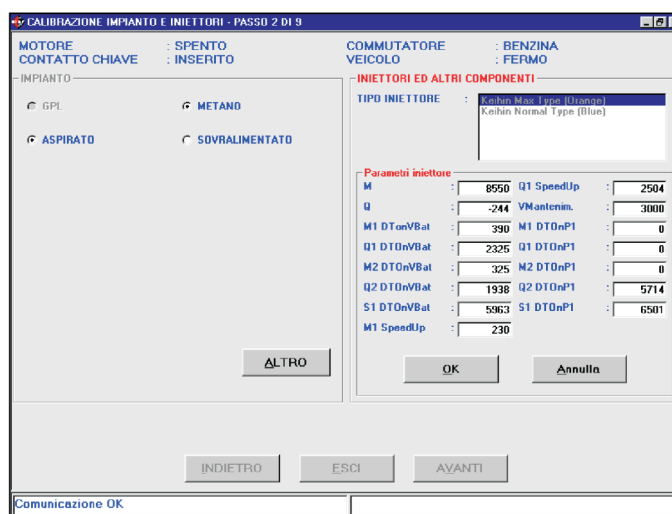 CALIBRAZIONE IMPIANTO E INIETTORI - PASSO 2 DI 9
MOTORE : SPENTO COMMUTATORE : BENZINA
CONTATTO CHIAVE : INSERITO VEICOLO : FERMO
IMPIANTO
GPL METANO
ASPIRATO SOVRALIMENTATO
ALTRO
INIETTORI ED ALTRI COMPONENTI
TIPO INIETTORE : Keihin Max Type (Orange)
Keihin Normal Type (Blue)
Parametri iniettore
M : 8550 Q1 SpeedUp : 2504
Q : -244 VMantenim. : 3000
M1 DTonVBat : 390 M1 DTOnP1 : 0
Q1 DTOnVBat : 2325 Q1 DTOnP1 : 0
M2 DTOnVBat : 325 M2 DTOnP1 : 0
Q2 DTOnVBat : 1938 Q2 DTOnP1 : 5714
S1 DTOnVBat : 5963 S1 DTOnP1 : 6501
M1 SpeedUp : 230
OK Annulla
INDIETRO ESCI AVANTI
Comunicazione OK